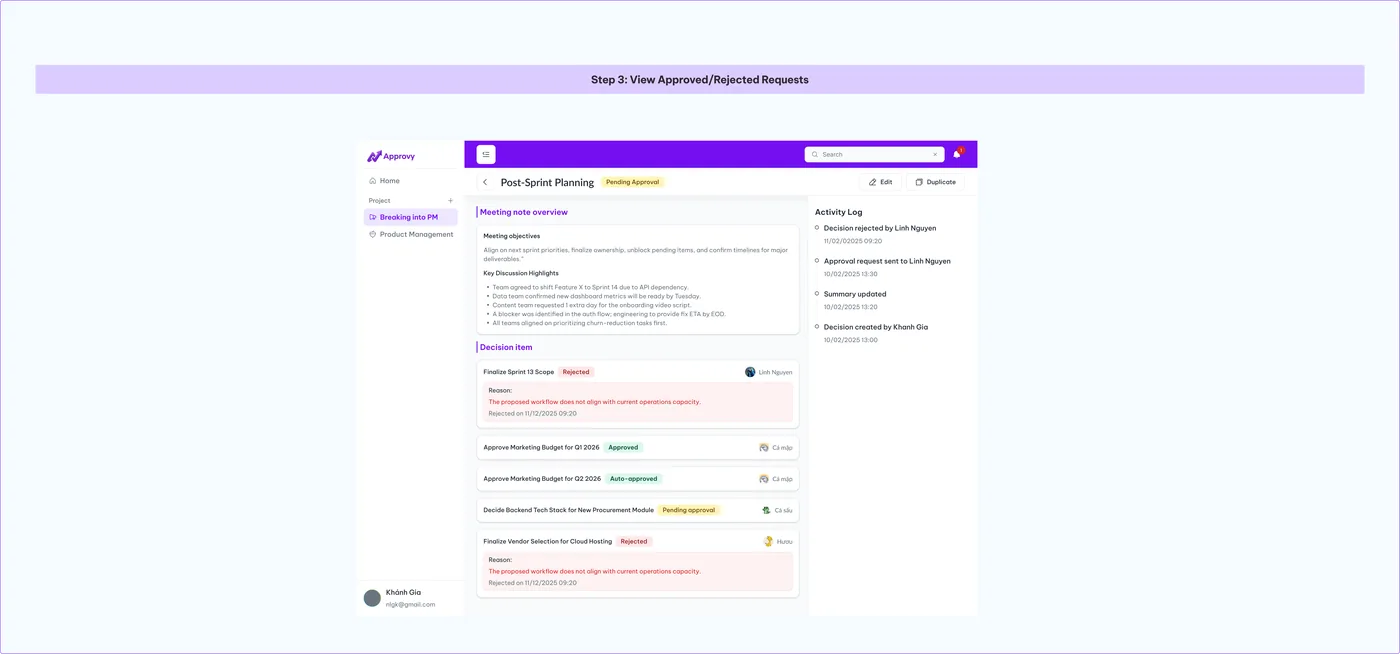 Step 3: View Approved/Rejected Requests
Approvy
Home
Project
Breaking into PM
Product Management
Khánh Gia
ntgk@gmail.com
Search
1
Post-Sprint Planning
Pending Approval
Edit
Duplicate
Meeting note overview
Meeting objectives
Align on next sprint priorities, finalize ownership, unblock pending items, and confirm timelines for major
deliverables."
Key Discussion Highlights
• Team agreed to shift Feature X to Sprint 14 due to API dependency.
• Data team confirmed new dashboard metrics will be ready by Tuesday.
• Content team requested 1 extra day for the onboarding video script.
• A blocker was identified in the auth flow; engineering to provide fix ETA by EOD.
• All teams aligned on prioritizing churn-reduction tasks first.
Decision item
Finalize Sprint 13 Scope Rejected Linh Nguyen
Reason:
The proposed workflow does not align with current operations capacity.
Rejected on 11/12/2025 09:20
Approve Marketing Budget for Q1 2026 Approved Cá mập
Approve Marketing Budget for Q2 2026 Auto-approved Cá mập
Decide Backend Tech Stack for New Procurement Module Pending approval Cá sấu
Finalize Vendor Selection for Cloud Hosting Rejected Hươu
Reason:
The proposed workflow does not align with current operations capacity.
Rejected on 11/12/2025 09:20
Activity Log
Decision rejected by Linh Nguyen
11/02/02025 09:20
Approval request sent to Linh Nguyen
10/02/2025 13:30
Summary updated
10/02/2025 13:20
Decision created by Khanh Gia
10/02/2025 13:00